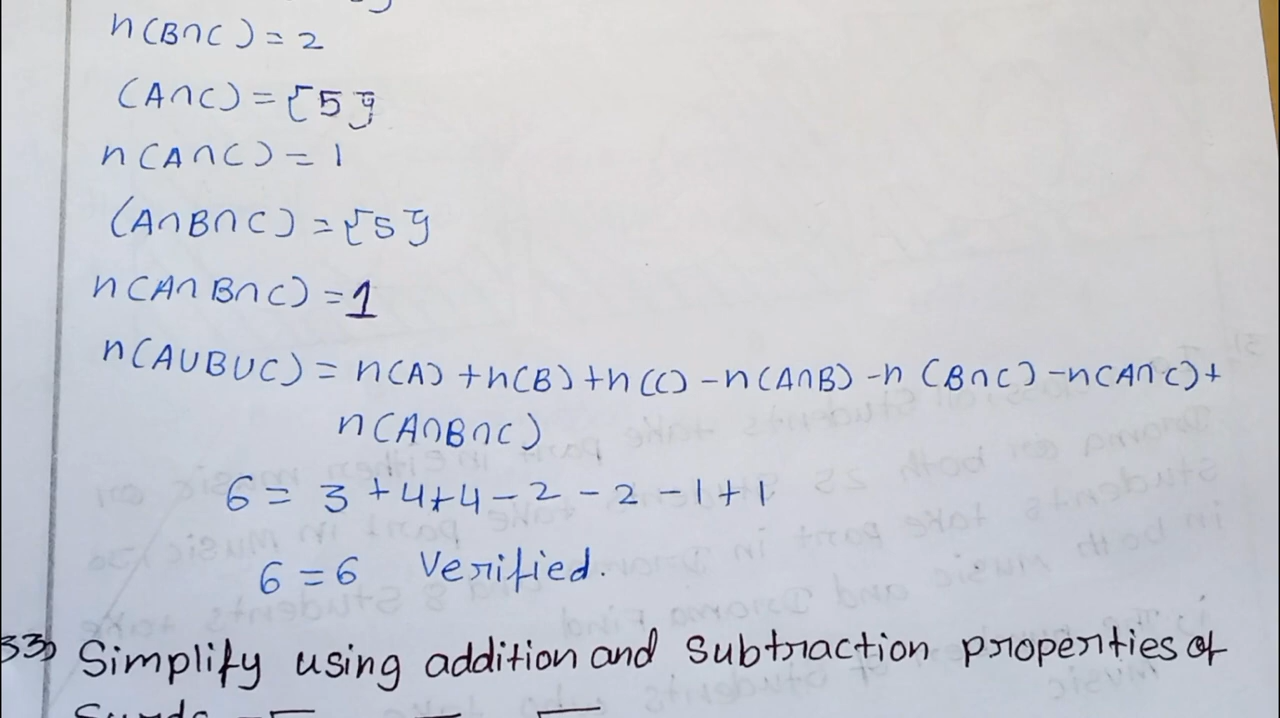 n(B∩C) = 2
(A∩C) = {5}
n(A∩C) = 1
(A∩B∩C) = {5}
n(A∩B∩C) = 1
n(A∪B∪C) = n(A) + n(B) + n(C) - n(A∩B) - n(B∩C) - n(A∩C) +
n(A∩B∩C)
6 = 3 + 4 + 4 - 2 - 2 - 1 + 1
6 = 6 Verified.
33) Simplify using addition and subtraction properties of